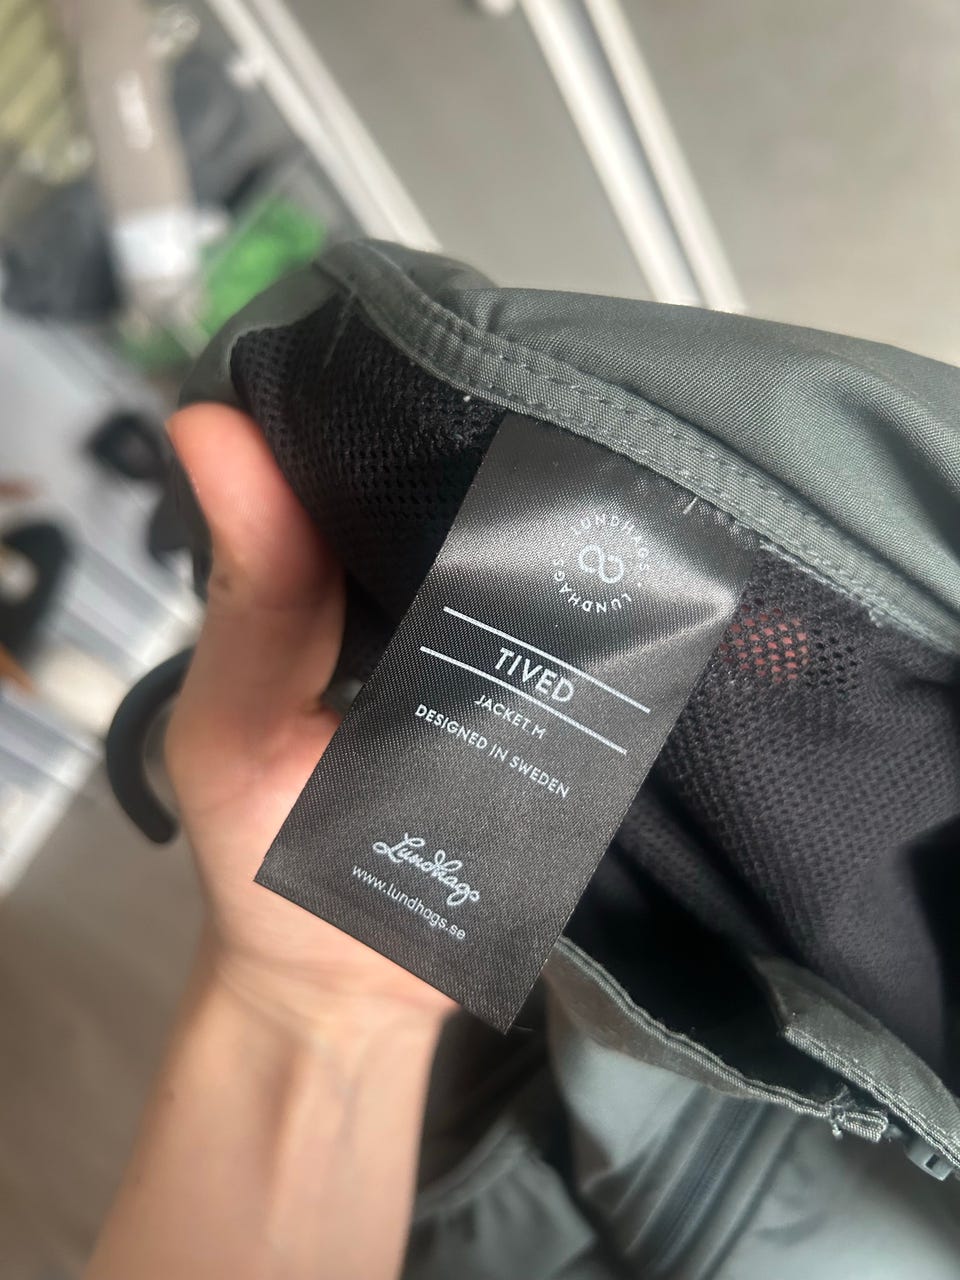 LUNDHAGS · LUNDHAGS
TIVED
JACKET, M
DESIGNED IN SWEDEN
Lundhags
www.lundhags.se